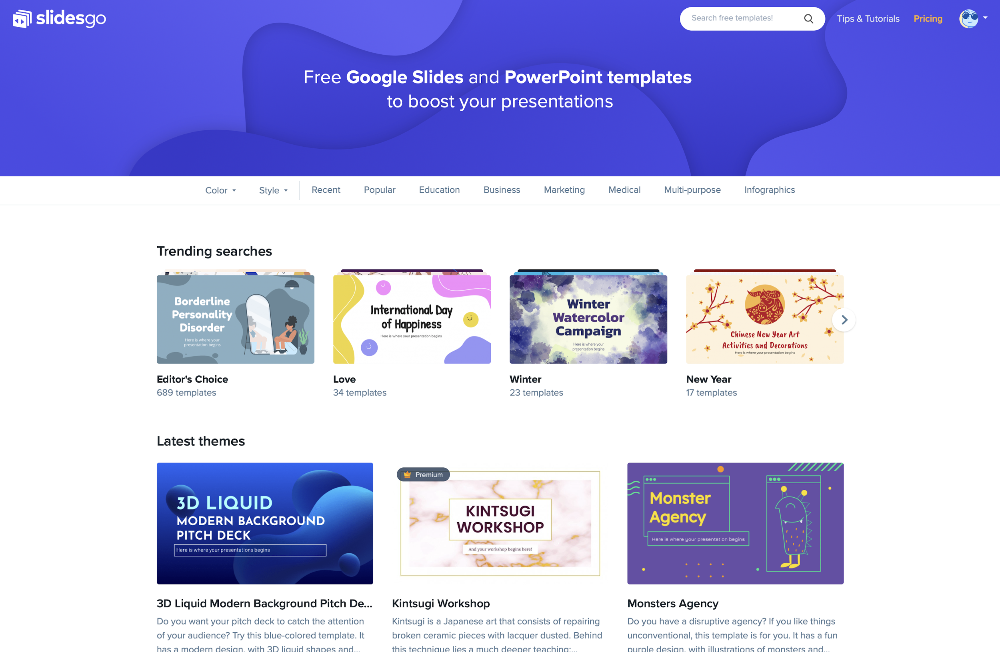 slidesgo
Search free templates!
Tips & Tutorials
Pricing
Free Google Slides and PowerPoint templates
to boost your presentations
Color
Style
Recent
Popular
Education
Business
Marketing
Medical
Multi-purpose
Infographics
Trending searches
Borderline
Personality
Disorder
Here is where your
presentation begins
International Day
of Happiness
Here is where your presentation begins
Winter
Watercolor
Campaign
Here is where your
presentation begins
Chinese New Year Art
Activities and Decorations
Here is where your presentation begins
Editor's Choice
689 templates
Love
34 templates
Winter
23 templates
New Year
17 templates
Latest themes
3D LIQUID
MODERN BACKGROUND
PITCH DECK
Here is where your presentations begins
Premium
KINTSUGI
WORKSHOP
And your workshop begins here!
Monster
Agency
Here is where your presentation begins
3D Liquid Modern Background Pitch De...
Do you want your pitch deck to catch the attention
of your audience? Try this blue-colored template. It
has a modern design, with 3D liquid shapes and...
Kintsugi Workshop
Kintsugi is a Japanese art that consists of repairing
broken ceramic pieces with lacquer dusted. Behind
this technique lies a much deeper teaching:...
Monsters Agency
Do you have a disruptive agency? If you like things
unconventional, this template is for you. It has a fun
purple design, with illustrations of monsters and...